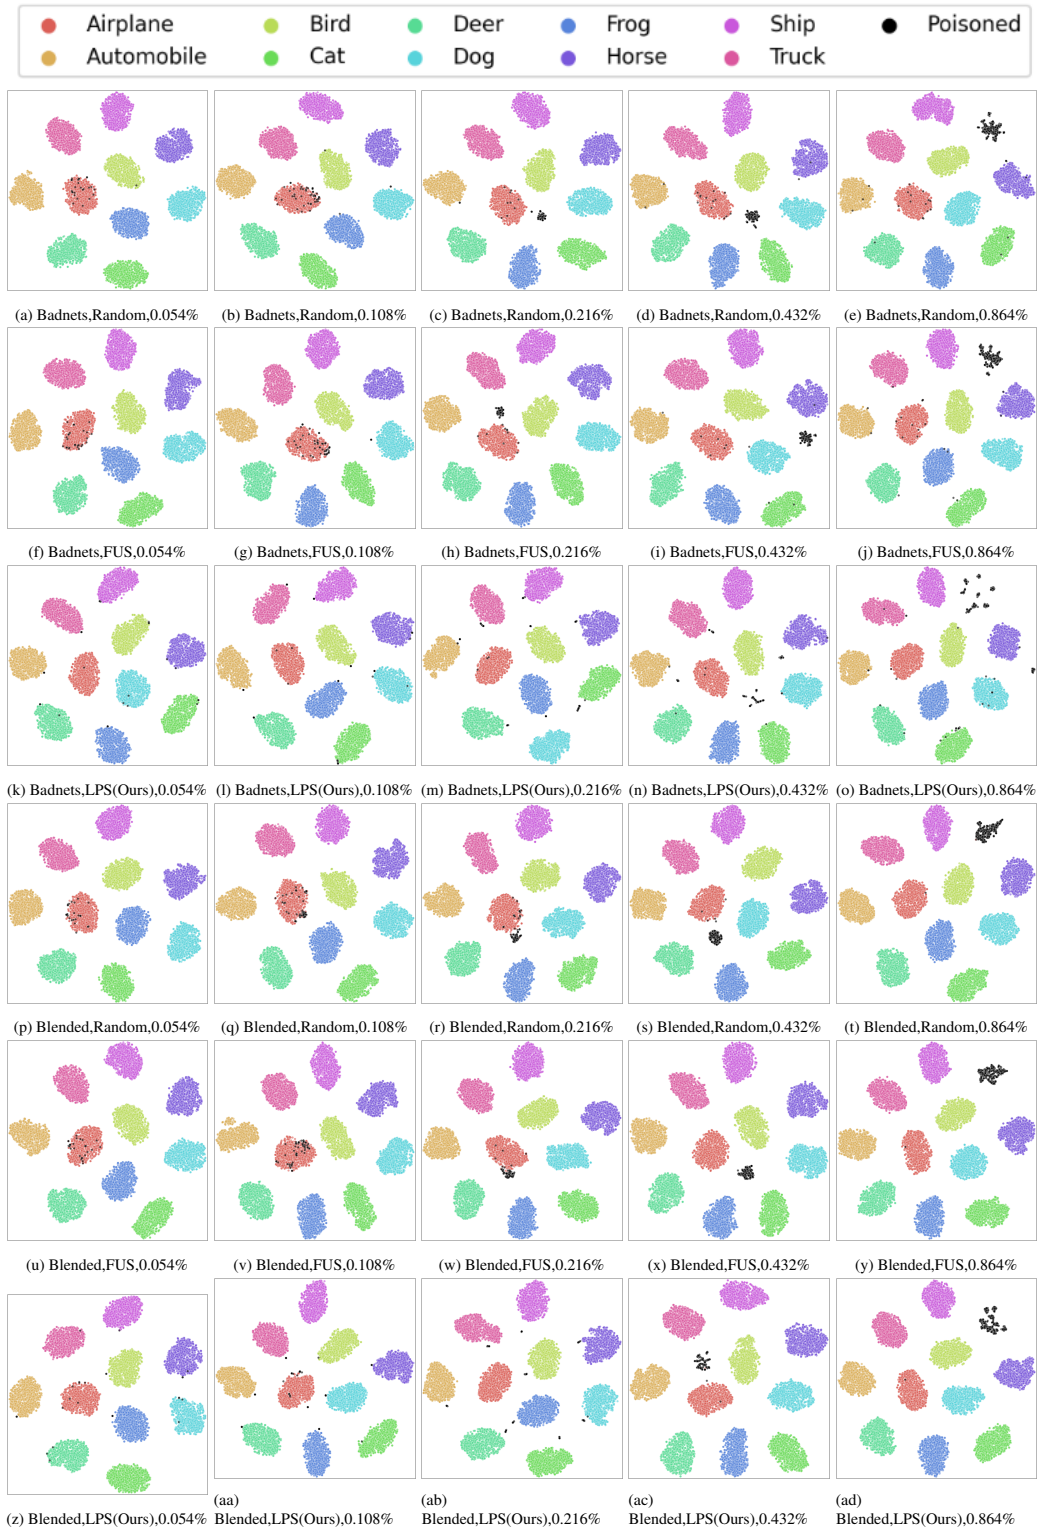 Airplane Bird Deer Frog Ship Poisoned
Automobile Cat Dog Horse Truck
(a) Badnets,Random,0.054% (b) Badnets,Random,0.108% (c) Badnets,Random,0.216% (d) Badnets,Random,0.432% (e) Badnets,Random,0.864%
(f) Badnets,FUS,0.054% (g) Badnets,FUS,0.108% (h) Badnets,FUS,0.216% (i) Badnets,FUS,0.432% (j) Badnets,FUS,0.864%
(k) Badnets,LPS(Ours),0.054% (l) Badnets,LPS(Ours),0.108% (m) Badnets,LPS(Ours),0.216% (n) Badnets,LPS(Ours),0.432% (o) Badnets,LPS(Ours),0.864%
(p) Blended,Random,0.054% (q) Blended,Random,0.108% (r) Blended,Random,0.216% (s) Blended,Random,0.432% (t) Blended,Random,0.864%
(u) Blended,FUS,0.054% (v) Blended,FUS,0.108% (w) Blended,FUS,0.216% (x) Blended,FUS,0.432% (y) Blended,FUS,0.864%
(aa) (ab) (ac) (ad)
(z) Blended,LPS(Ours),0.054% Blended,LPS(Ours),0.108% Blended,LPS(Ours),0.216% Blended,LPS(Ours),0.432% Blended,LPS(Ours),0.864%